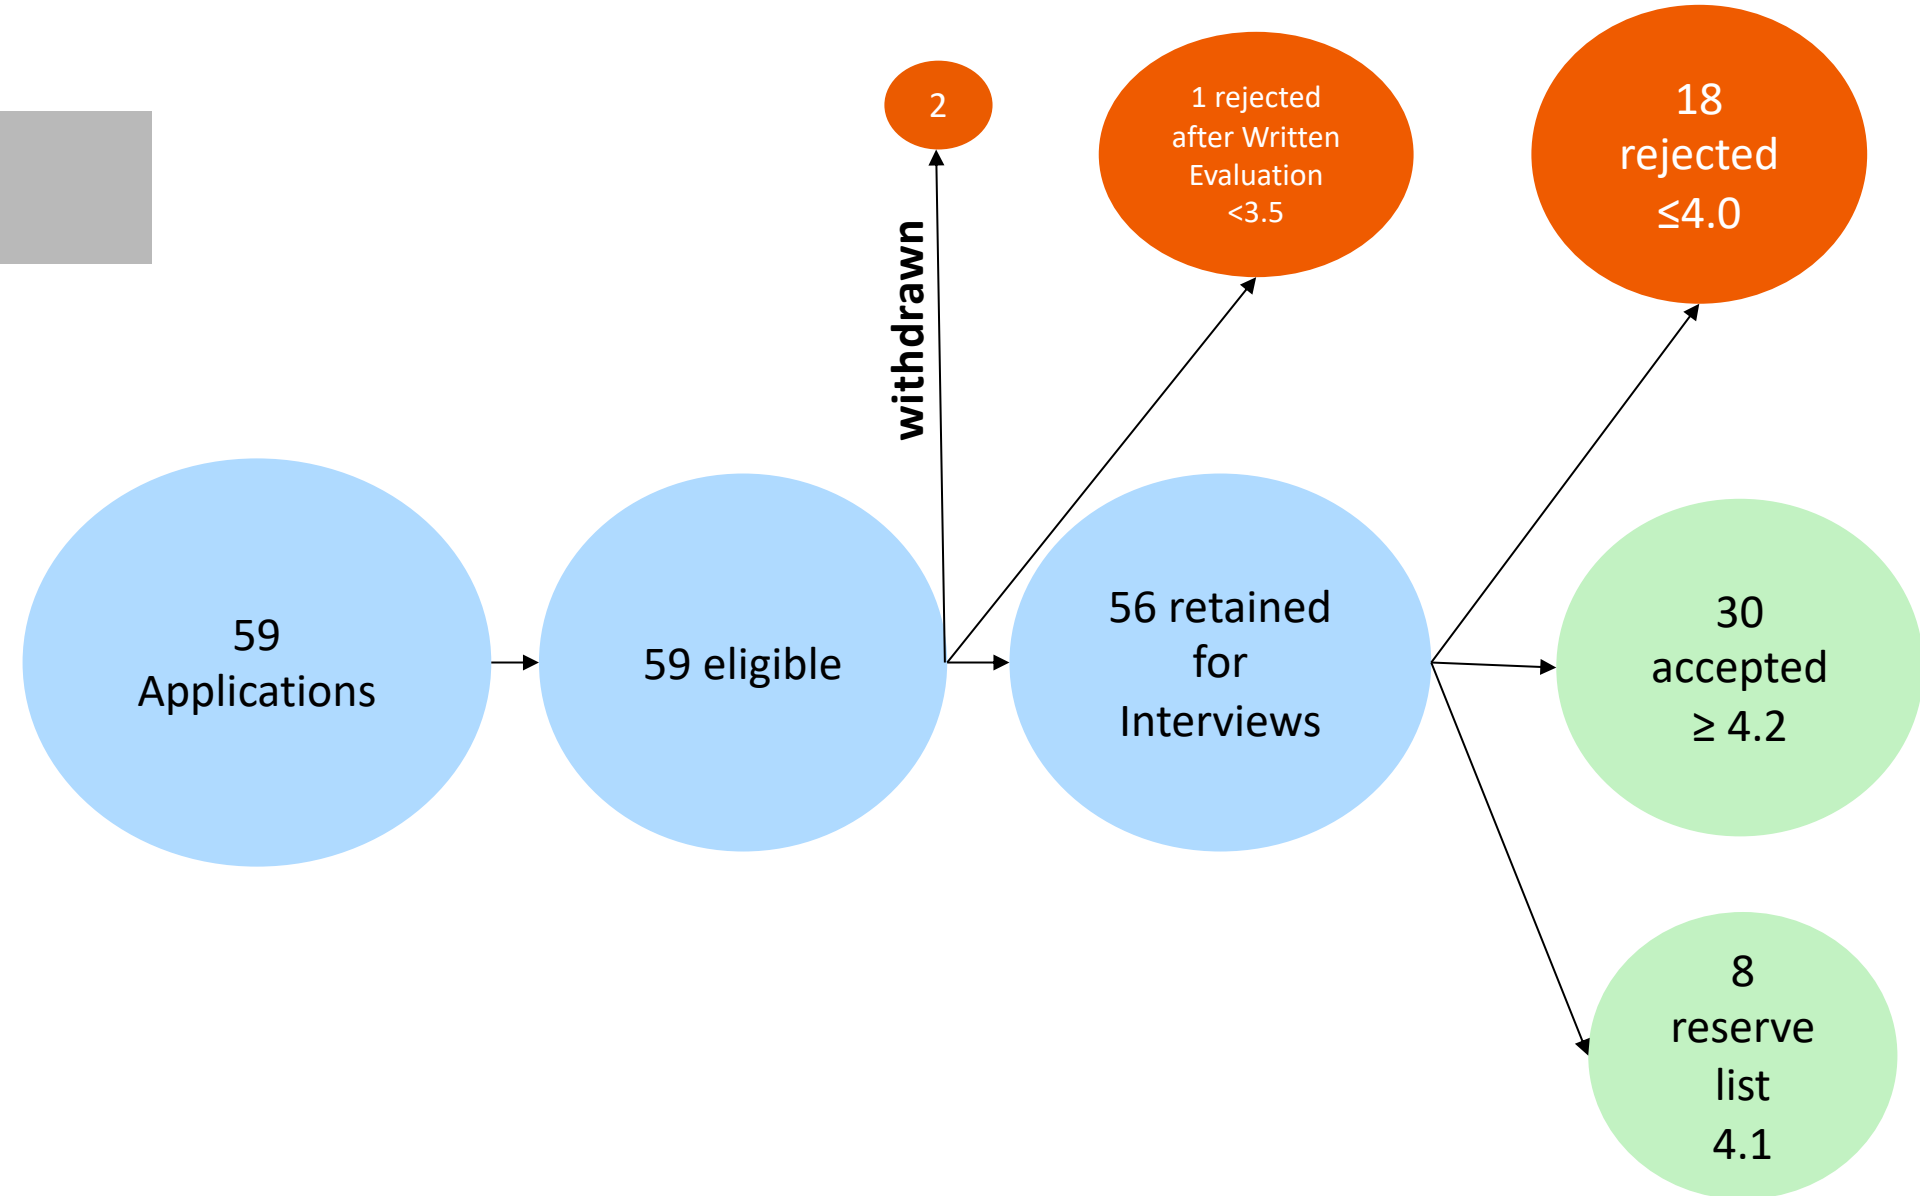 2
1 rejected
after Written
Evaluation
<3.5
18
rejected
≤4.0
withdrawn
59
Applications
59 eligible
56 retained
for
Interviews
30
accepted
≥ 4.2
8
reserve
list
4.1